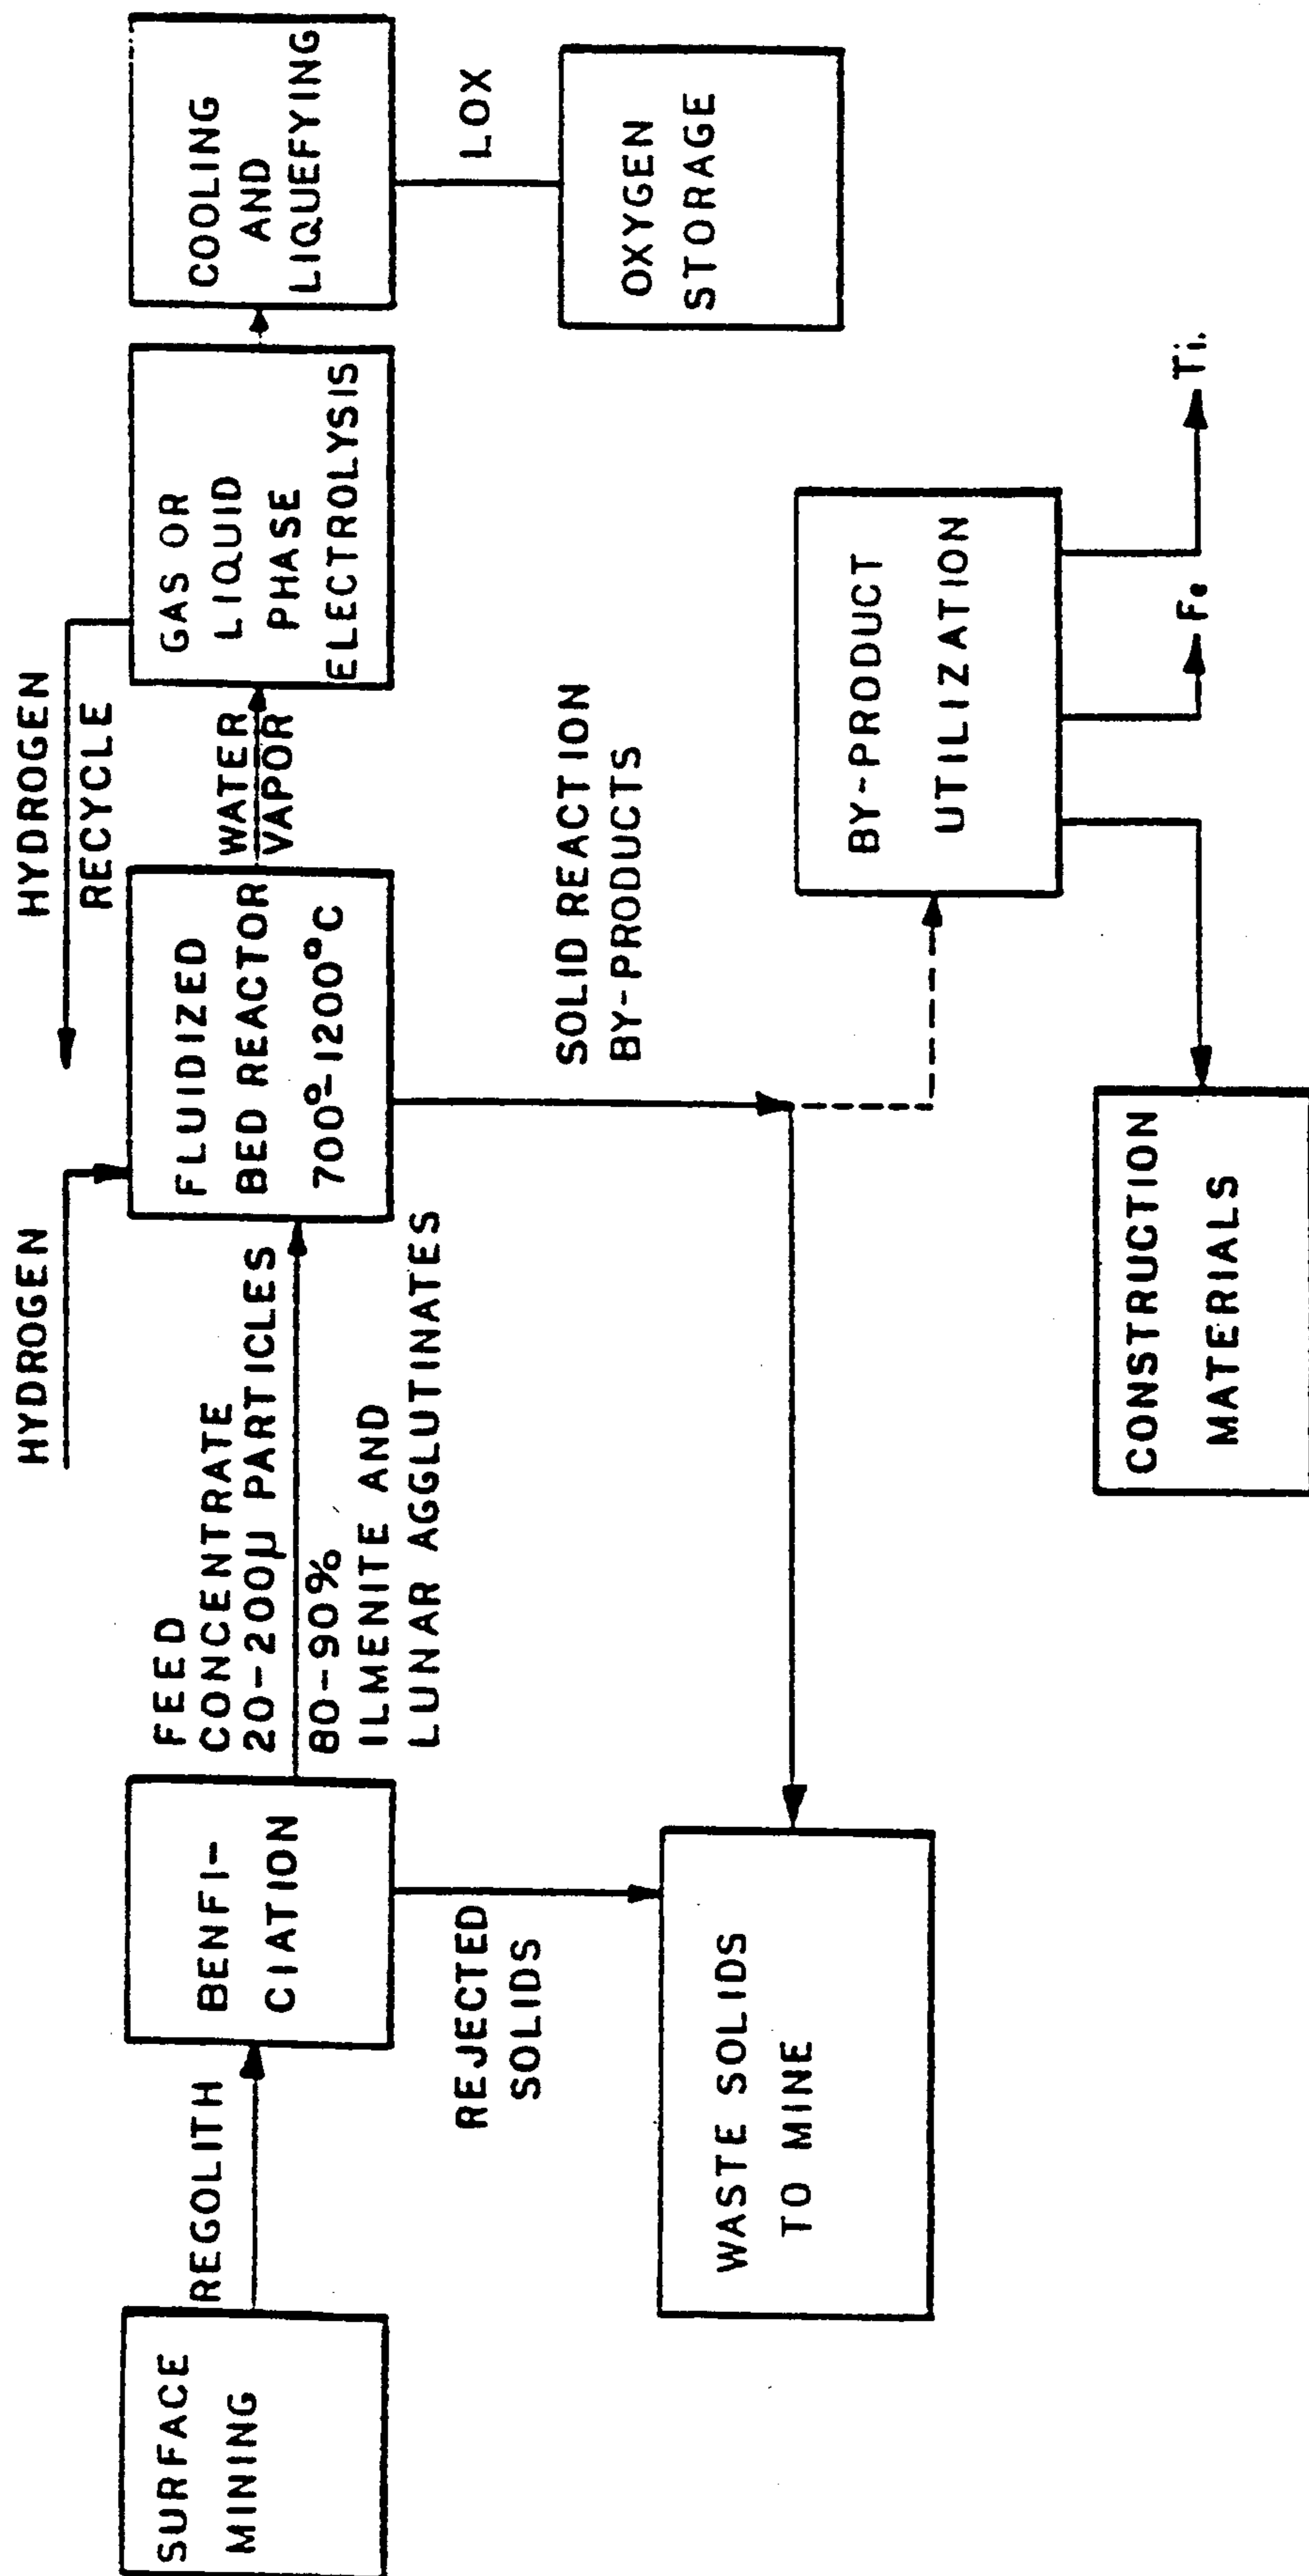 HYDROGEN
HYDROGEN
RECYCLE
SURFACE
MINING
REGOLITH
BENFI-
CIATION
FEED
CONCENTRATE
20-200µ PARTICLES
80-90%
ILMENITE AND
LUNAR AGGLUTINATES
FLUIDIZED
BED REACTOR
700°-1200°C
WATER
VAPOR
GAS OR
LIQUID
PHASE
ELECTROLYSIS
COOLING
AND
LIQUEFYING
LOX
OXYGEN
STORAGE
REJECTED
SOLIDS
SOLID REACTION
BY-PRODUCTS
WASTE SOLIDS
TO MINE
BY-PRODUCT
UTILIZATION
Fe
Ti.
CONSTRUCTION
MATERIALS